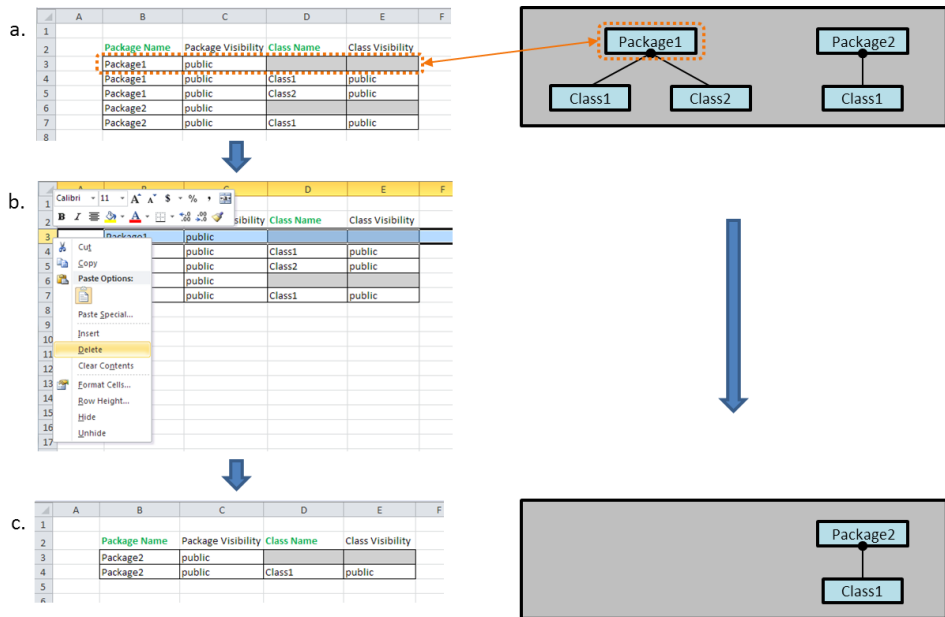 a.
A B C D E F
1
2 Package Name Package Visibility Class Name Class Visibility
3 Package1 public
4 Package1 public Class1 public
5 Package1 public Class2 public
6 Package2 public
7 Package2 public Class1 public
8
Package1 Package2
Class1 Class2 Class1
b.
A B C D E F
1 Calibri 11 A A $ % ,
2 B I A sibility Class Name Class Visibility
3 Package1 public
4 public Class1 public
5 public Class2 public
6 public
7 public Class1 public
8
9
10
11
12
13
14
15
16
17
Cut
Copy
Paste Options:
Paste Special...
Insert
Delete
Clear Contents
Format Cells...
Row Height...
Hide
Unhide
c.
A B C D E F
1
2 Package Name Package Visibility Class Name Class Visibility
3 Package2 public
4 Package2 public Class1 public
5
6
Package2
Class1